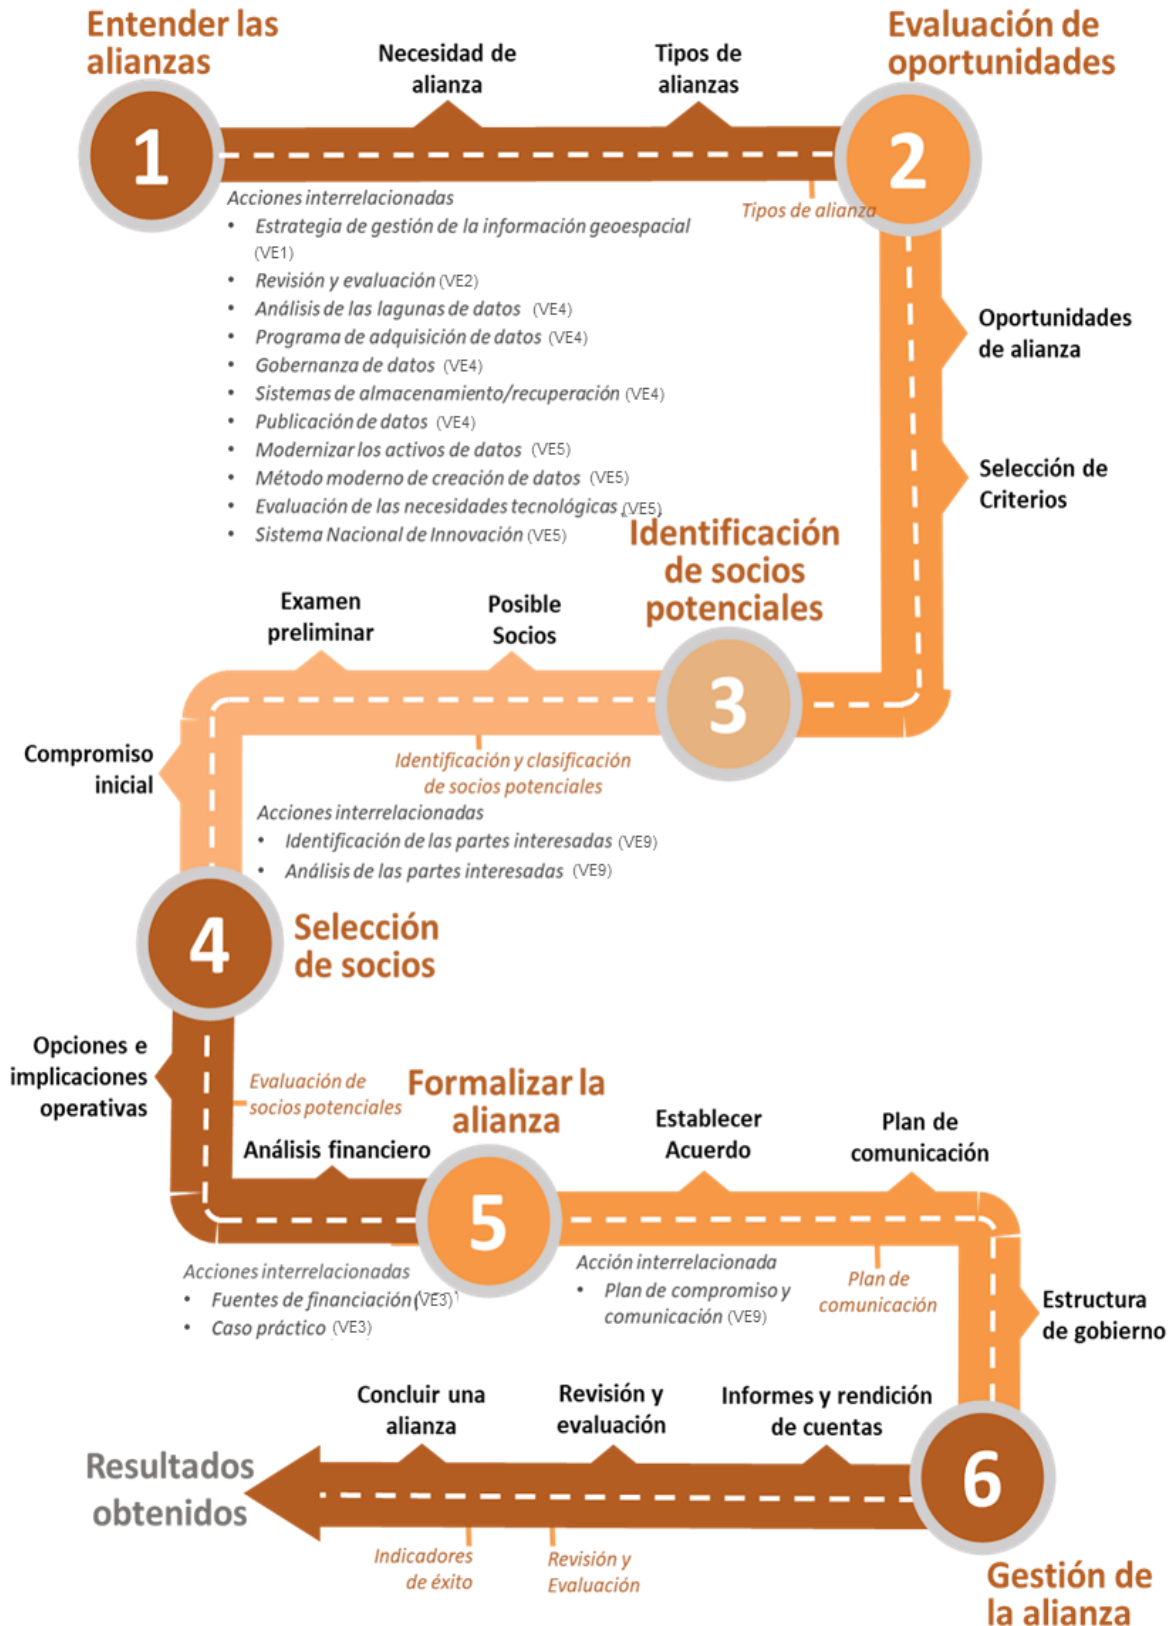 Entender las
alianzas
Necesidad de
alianza
Tipos de
alianzas
Evaluación de
oportunidades
1
2
Tipos de alianza
Acciones interrelacionadas
• Estrategia de gestión de la información geoespacial
(VE1)
• Revisión y evaluación (VE2)
• Análisis de las lagunas de datos (VE4)
• Programa de adquisición de datos (VE4)
• Gobernanza de datos (VE4)
• Sistemas de almacenamiento/recuperación (VE4)
• Publicación de datos (VE4)
• Modernizar los activos de datos (VE5)
• Método moderno de creación de datos (VE5)
• Evaluación de las necesidades tecnológicas (VE5)
• Sistema Nacional de Innovación (VE5)
Oportunidades
de alianza
Selección de
Criterios
Identificación
de socios
potenciales
3
Posible
Socios
Examen
preliminar
Identificación y clasificación
de socios potenciales
Compromiso
inicial
Acciones interrelacionadas
• Identificación de las partes interesadas (VE9)
• Análisis de las partes interesadas (VE9)
4
Selección
de socios
Opciones e
implicaciones
operativas
Evaluación de
socios potenciales
Análisis financiero
Formalizar la
alianza
5
Acciones interrelacionadas
• Fuentes de financiación (VE3)
• Caso práctico (VE3)
Establecer
Acuerdo
Plan de
comunicación
Acción interrelacionada
• Plan de compromiso y
comunicación (VE9)
Plan de
comunicación
Estructura
de gobierno
6
Gestión de
la alianza
Informes y rendición
de cuentas
Revisión y
evaluación
Concluir una
alianza
Revisión y
Evaluación
Indicadores
de éxito
Resultados
obtenidos